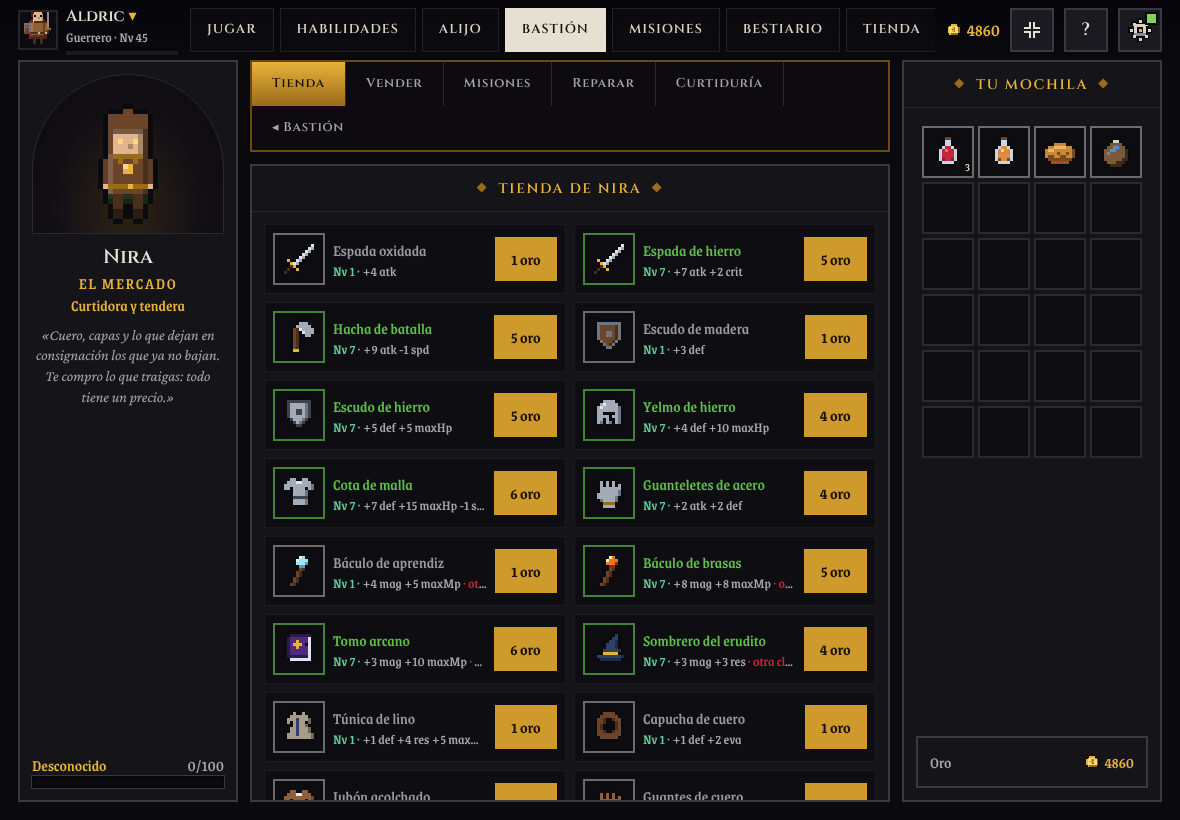 ALDRIC ▼
Guerrero · Nv 45
JUGAR
HABILIDADES
ALIJO
BASTIÓN
MISIONES
BESTIARIO
TIENDA
4860
?
NIRA
EL MERCADO
Curtidora y tendera
«Cuero, capas y lo que dejan en
consignación los que ya no bajan.
Te compro lo que traigas: todo
tiene un precio.»
Desconocido 0/100
TIENDA
VENDER
MISIONES
REPARAR
CURTIDURÍA
◂ BASTIÓN
◆ TIENDA DE NIRA ◆
Espada oxidada
Nv 1 · +4 atk
1 oro
Espada de hierro
Nv 7 · +7 atk +2 crit
5 oro
Hacha de batalla
Nv 7 · +9 atk -1 spd
5 oro
Escudo de madera
Nv 1 · +3 def
1 oro
Escudo de hierro
Nv 7 · +5 def +5 maxHp
5 oro
Yelmo de hierro
Nv 7 · +4 def +10 maxHp
4 oro
Cota de malla
Nv 7 · +7 def +15 maxHp -1 s...
6 oro
Guanteletes de acero
Nv 7 · +2 atk +2 def
4 oro
Báculo de aprendiz
Nv 1 · +4 mag +5 maxMp · ot...
1 oro
Báculo de brasas
Nv 7 · +8 mag +8 maxMp · o...
5 oro
Tomo arcano
Nv 7 · +3 mag +10 maxMp · ...
6 oro
Sombrero del erudito
Nv 7 · +3 mag +3 res · otra cl...
4 oro
Túnica de lino
Nv 1 · +1 def +4 res +5 max...
1 oro
Capucha de cuero
Nv 1 · +1 def +2 eva
1 oro
Jubón acolchado
Guantes de cuero
◆ TU MOCHILA ◆
3
Oro 4860